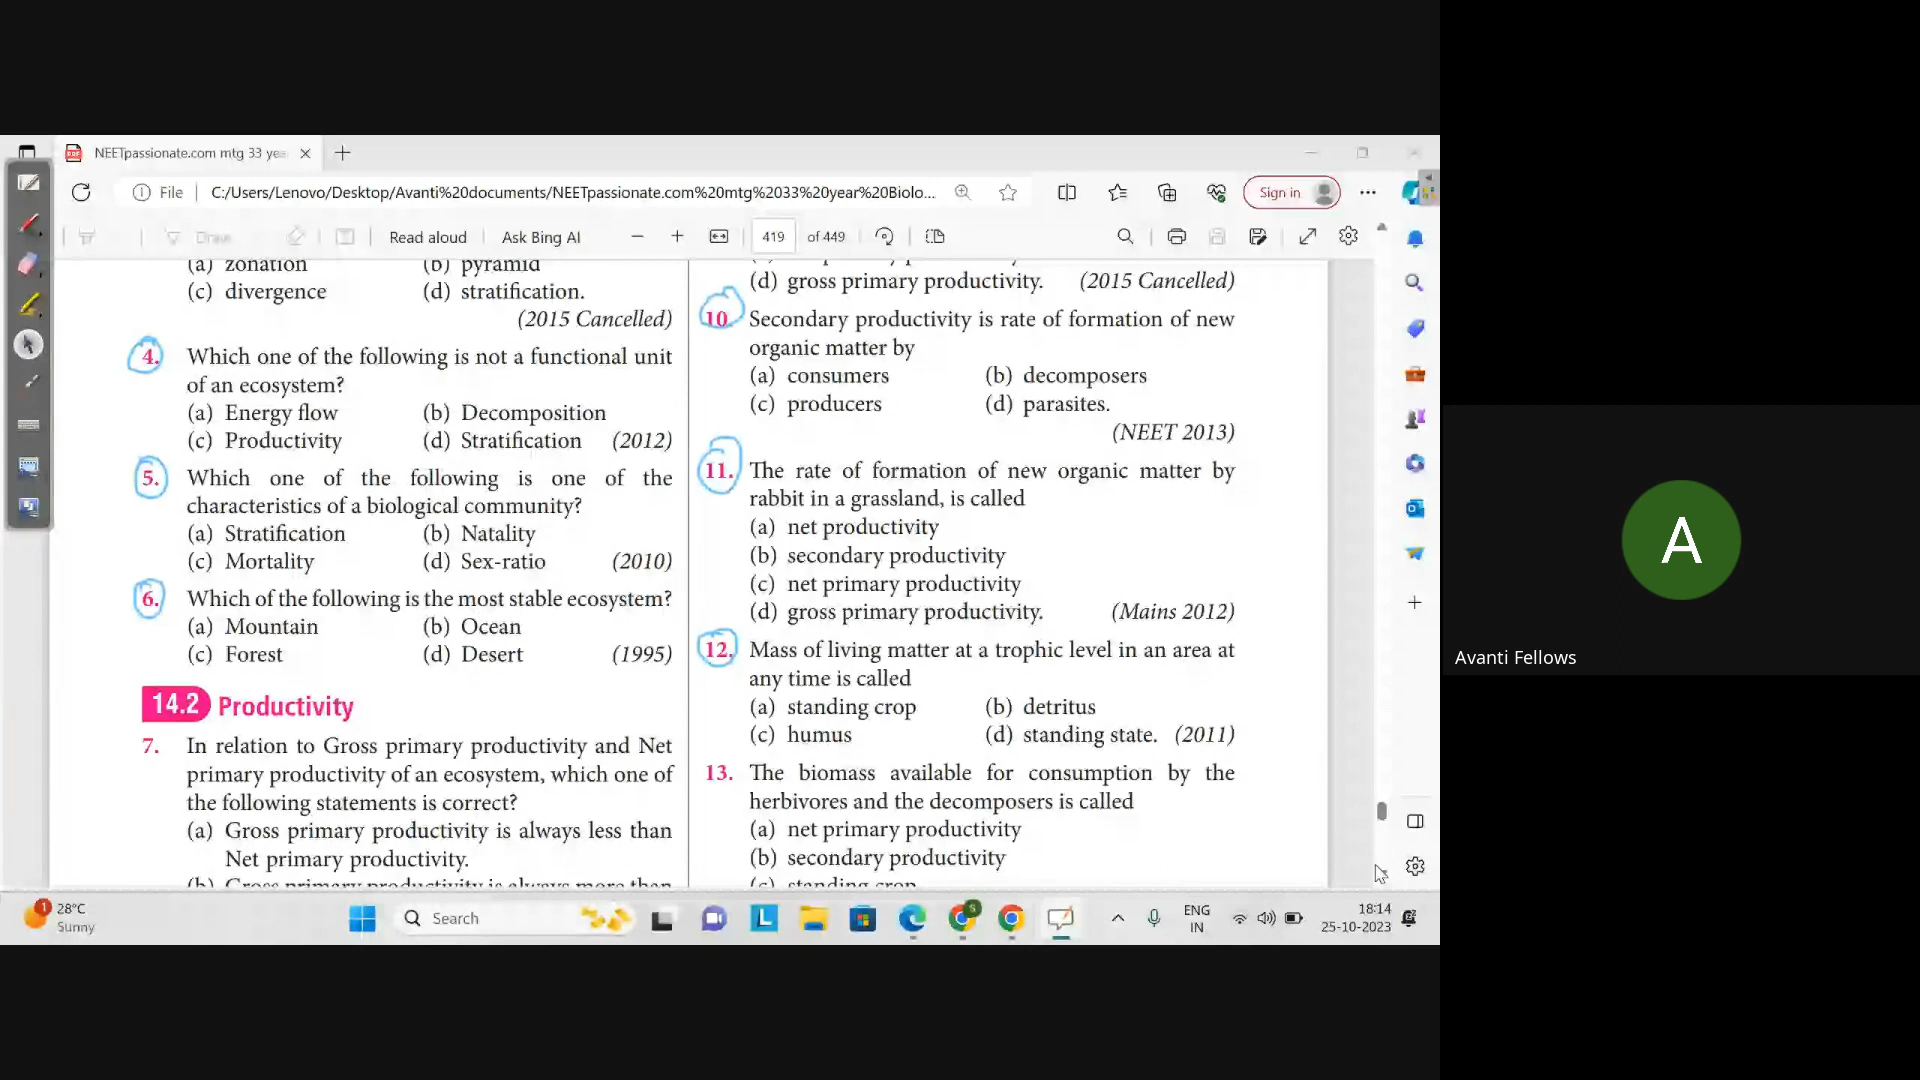 NEETpassionate.com mtg 33 yea
File
C:/Users/Lenovo/Desktop/Avanti%20documents/NEETpassionate.com%20mtg%2033%20year%20Biolo...
Sign in
Draw
Read aloud
Ask Bing AI
419
of 449
(a) zonation (b) pyramid
(c) divergence (d) stratification.
(2015 Cancelled)
4. Which one of the following is not a functional unit
of an ecosystem?
(a) Energy flow (b) Decomposition
(c) Productivity (d) Stratification (2012)
5. Which one of the following is one of the
characteristics of a biological community?
(a) Stratification (b) Natality
(c) Mortality (d) Sex-ratio (2010)
6. Which of the following is the most stable ecosystem?
(a) Mountain (b) Ocean
(c) Forest (d) Desert (1995)
14.2 Productivity
7. In relation to Gross primary productivity and Net
primary productivity of an ecosystem, which one of
the following statements is correct?
(a) Gross primary productivity is always less than
Net primary productivity.
(b) Gross primary productivity is always more than
(d) gross primary productivity. (2015 Cancelled)
10. Secondary productivity is rate of formation of new
organic matter by
(a) consumers (b) decomposers
(c) producers (d) parasites.
(NEET 2013)
11. The rate of formation of new organic matter by
rabbit in a grassland, is called
(a) net productivity
(b) secondary productivity
(c) net primary productivity
(d) gross primary productivity. (Mains 2012)
12. Mass of living matter at a trophic level in an area at
any time is called
(a) standing crop (b) detritus
(c) humus (d) standing state. (2011)
13. The biomass available for consumption by the
herbivores and the decomposers is called
(a) net primary productivity
(b) secondary productivity
(c) standing crop
A
Avanti Fellows
1
28°C
Sunny
Search
S
ENG
IN
18:14
25-10-2023